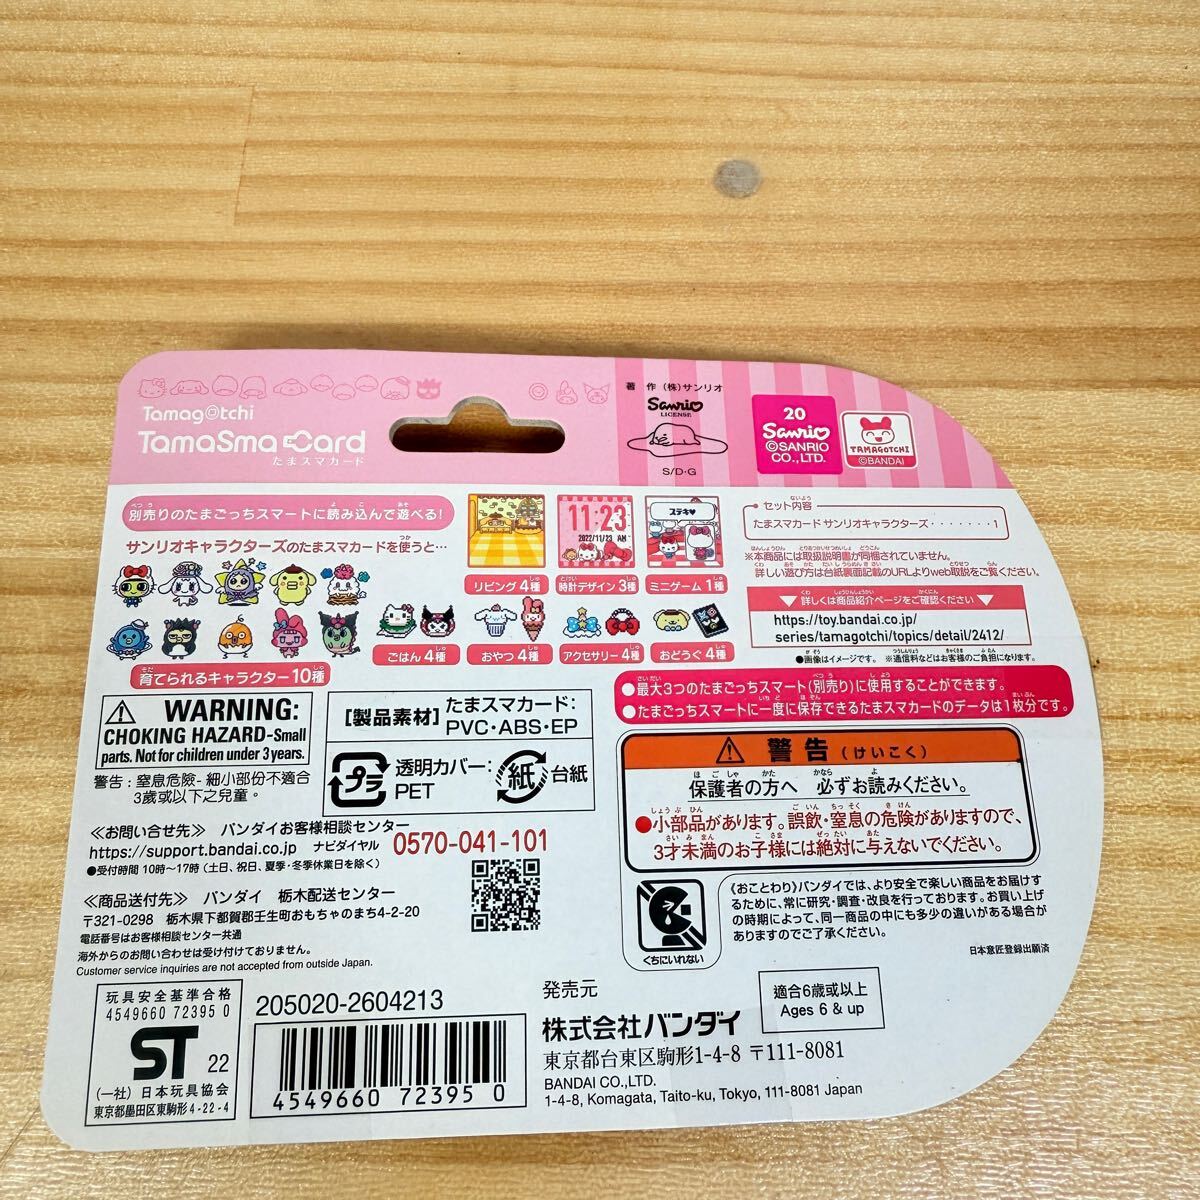 Tamagotchi
TamaSma Card
たまスマカード
著作 (株)サンリオ
Sanrio
LICENSE
S/D・G
20
Sanrio
©SANRIO
CO.,LTD.
TAMAGOTCHI
©BANDAI
別売りのたまごっちスマートに読み込んで遊べる!
サンリオキャラクターズのたまスマカードを使うと…
育てられるキャラクター10種
リビング 4種
11:23
2022/11/23 AM
時計デザイン 3種
ステキ♥
ミニゲーム 1種
ごはん 4種
おやつ 4種
アクセサリー 4種
おどうぐ 4種
セット内容
たまスマカード サンリオキャラクターズ・・・・・・・1
※本商品には取扱説明書が同梱されていません。
詳しい遊び方は台紙裏面記載のURLよりweb取説をご覧ください。
▼ 詳しくは商品紹介ページをご確認ください ▼
https://toy.bandai.co.jp/
series/tamagotchi/topics/detail/2412/
●画像はイメージです。 ※通信料などはお客様のご負担になります。
●最大3つのたまごっちスマート(別売り)に使用することができます。
●たまごっちスマートに一度に保存できるたまスマカードのデータは1枚分です。
WARNING:
CHOKING HAZARD-Small
parts. Not for children under 3 years.
警告：窒息危險-細小部份不適合
3歲或以下之兒童。
【製品素材】たまスマカード:
PVC・ABS・EP
プラ 透明カバー:
PET
紙 台紙
警告(けいこく)
保護者の方へ 必ずお読みください。
●小部品があります。誤飲・窒息の危険がありますので、
3才未満のお子様には絶対に与えないでください。
くちにいれない
《おことわり》バンダイでは、より安全で楽しい商品をお届けす
るために、常に研究・調査・改良を行っております。お買い上げ
の時期によって、同一商品の中にも多少の違いがある場合が
ありますのでご了承ください。
日本意匠登録出願済
≪お問い合せ先≫ バンダイお客様相談センター
https://support.bandai.co.jp ナビダイヤル 0570-041-101
●受付時間 10時〜17時(土、日、祝日、夏季・冬季休業日を除く)
≪商品送付先≫ バンダイ 栃木配送センター
〒321-0298 栃木県下都賀郡壬生町おもちゃのまち4-2-20
電話番号はお客様相談センター共通
海外からのお問い合わせは受け付けておりません。
Customer service inquiries are not accepted from outside Japan.
玩具安全基準合格
4549660 72395 0
ST 22
(一社) 日本玩具協会
東京都墨田区東駒形4-22-4
205020-2604213
4549660 723950
発売元
株式会社バンダイ
東京都台東区駒形1-4-8 〒111-8081
BANDAI CO.,LTD.
1-4-8, Komagata, Taito-ku, Tokyo, 111-8081 Japan
適合6歲或以上
Ages 6 & up